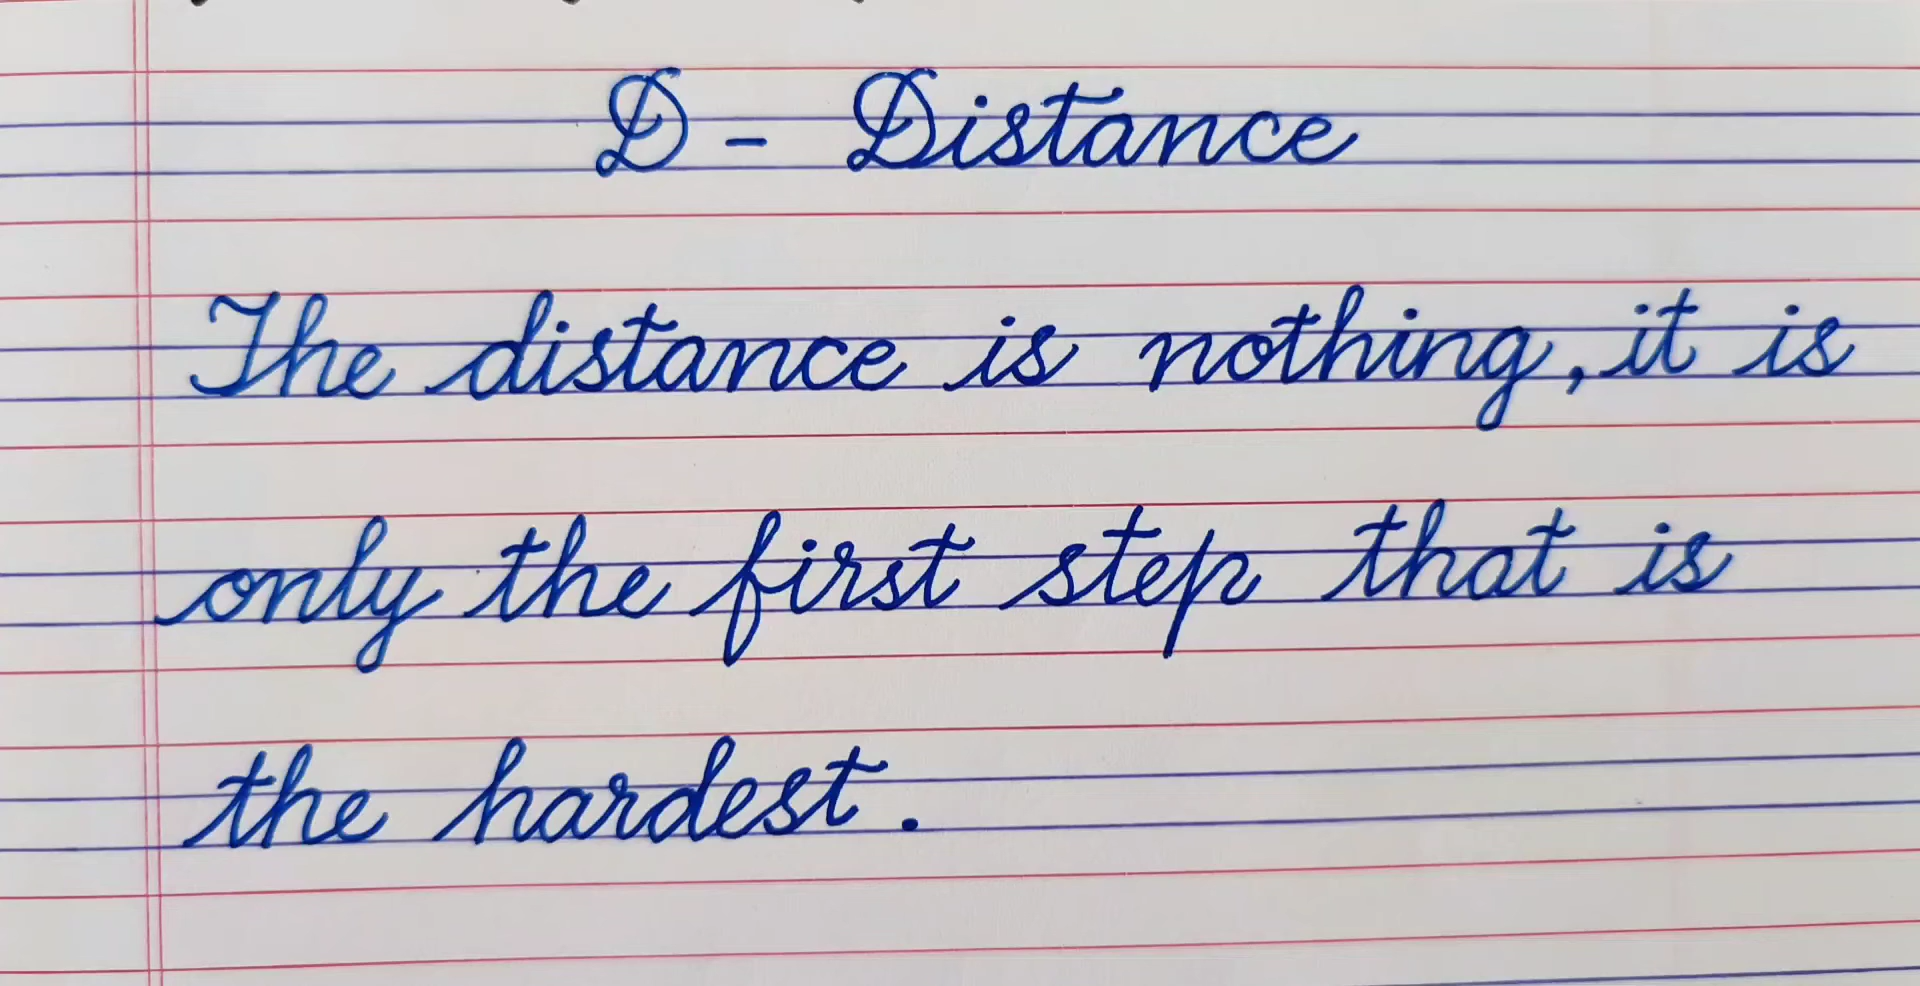 D - Distance
The distance is nothing, it is
only the first step that is
the hardest.